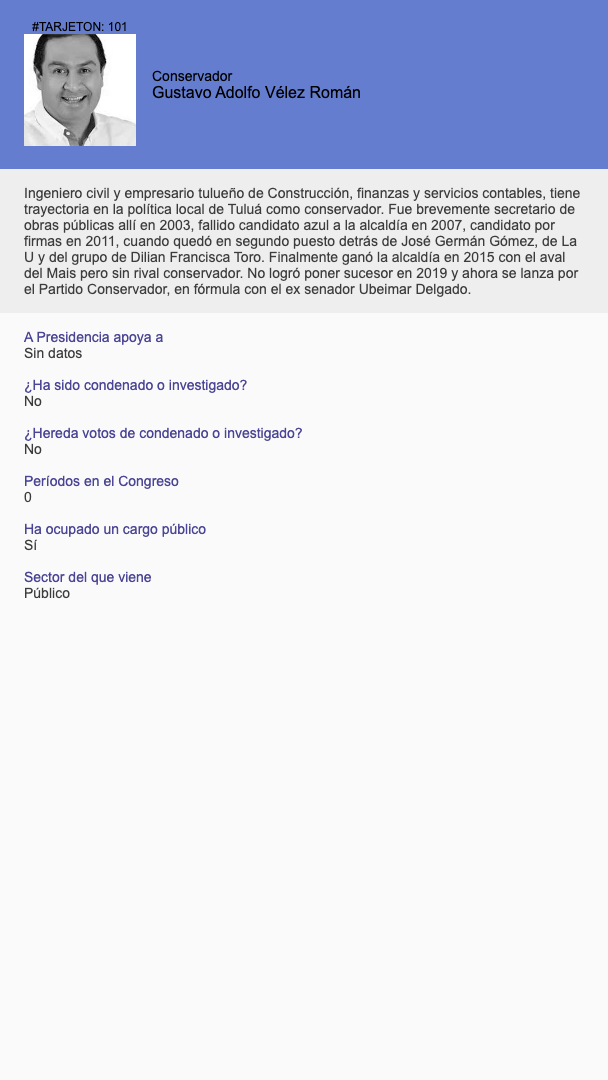 #TARJETON: 101
Conservador
Gustavo Adolfo Vélez Román
Ingeniero civil y empresario tulueño de Construcción, finanzas y servicios contables, tiene
trayectoria en la política local de Tuluá como conservador. Fue brevemente secretario de
obras públicas allí en 2003, fallido candidato azul a la alcaldía en 2007, candidato por
firmas en 2011, cuando quedó en segundo puesto detrás de José Germán Gómez, de La
U y del grupo de Dilian Francisca Toro. Finalmente ganó la alcaldía en 2015 con el aval
del Mais pero sin rival conservador. No logró poner sucesor en 2019 y ahora se lanza por
el Partido Conservador, en fórmula con el ex senador Ubeimar Delgado.
A Presidencia apoya a
Sin datos
¿Ha sido condenado o investigado?
No
¿Hereda votos de condenado o investigado?
No
Períodos en el Congreso
0
Ha ocupado un cargo público
Sí
Sector del que viene
Público